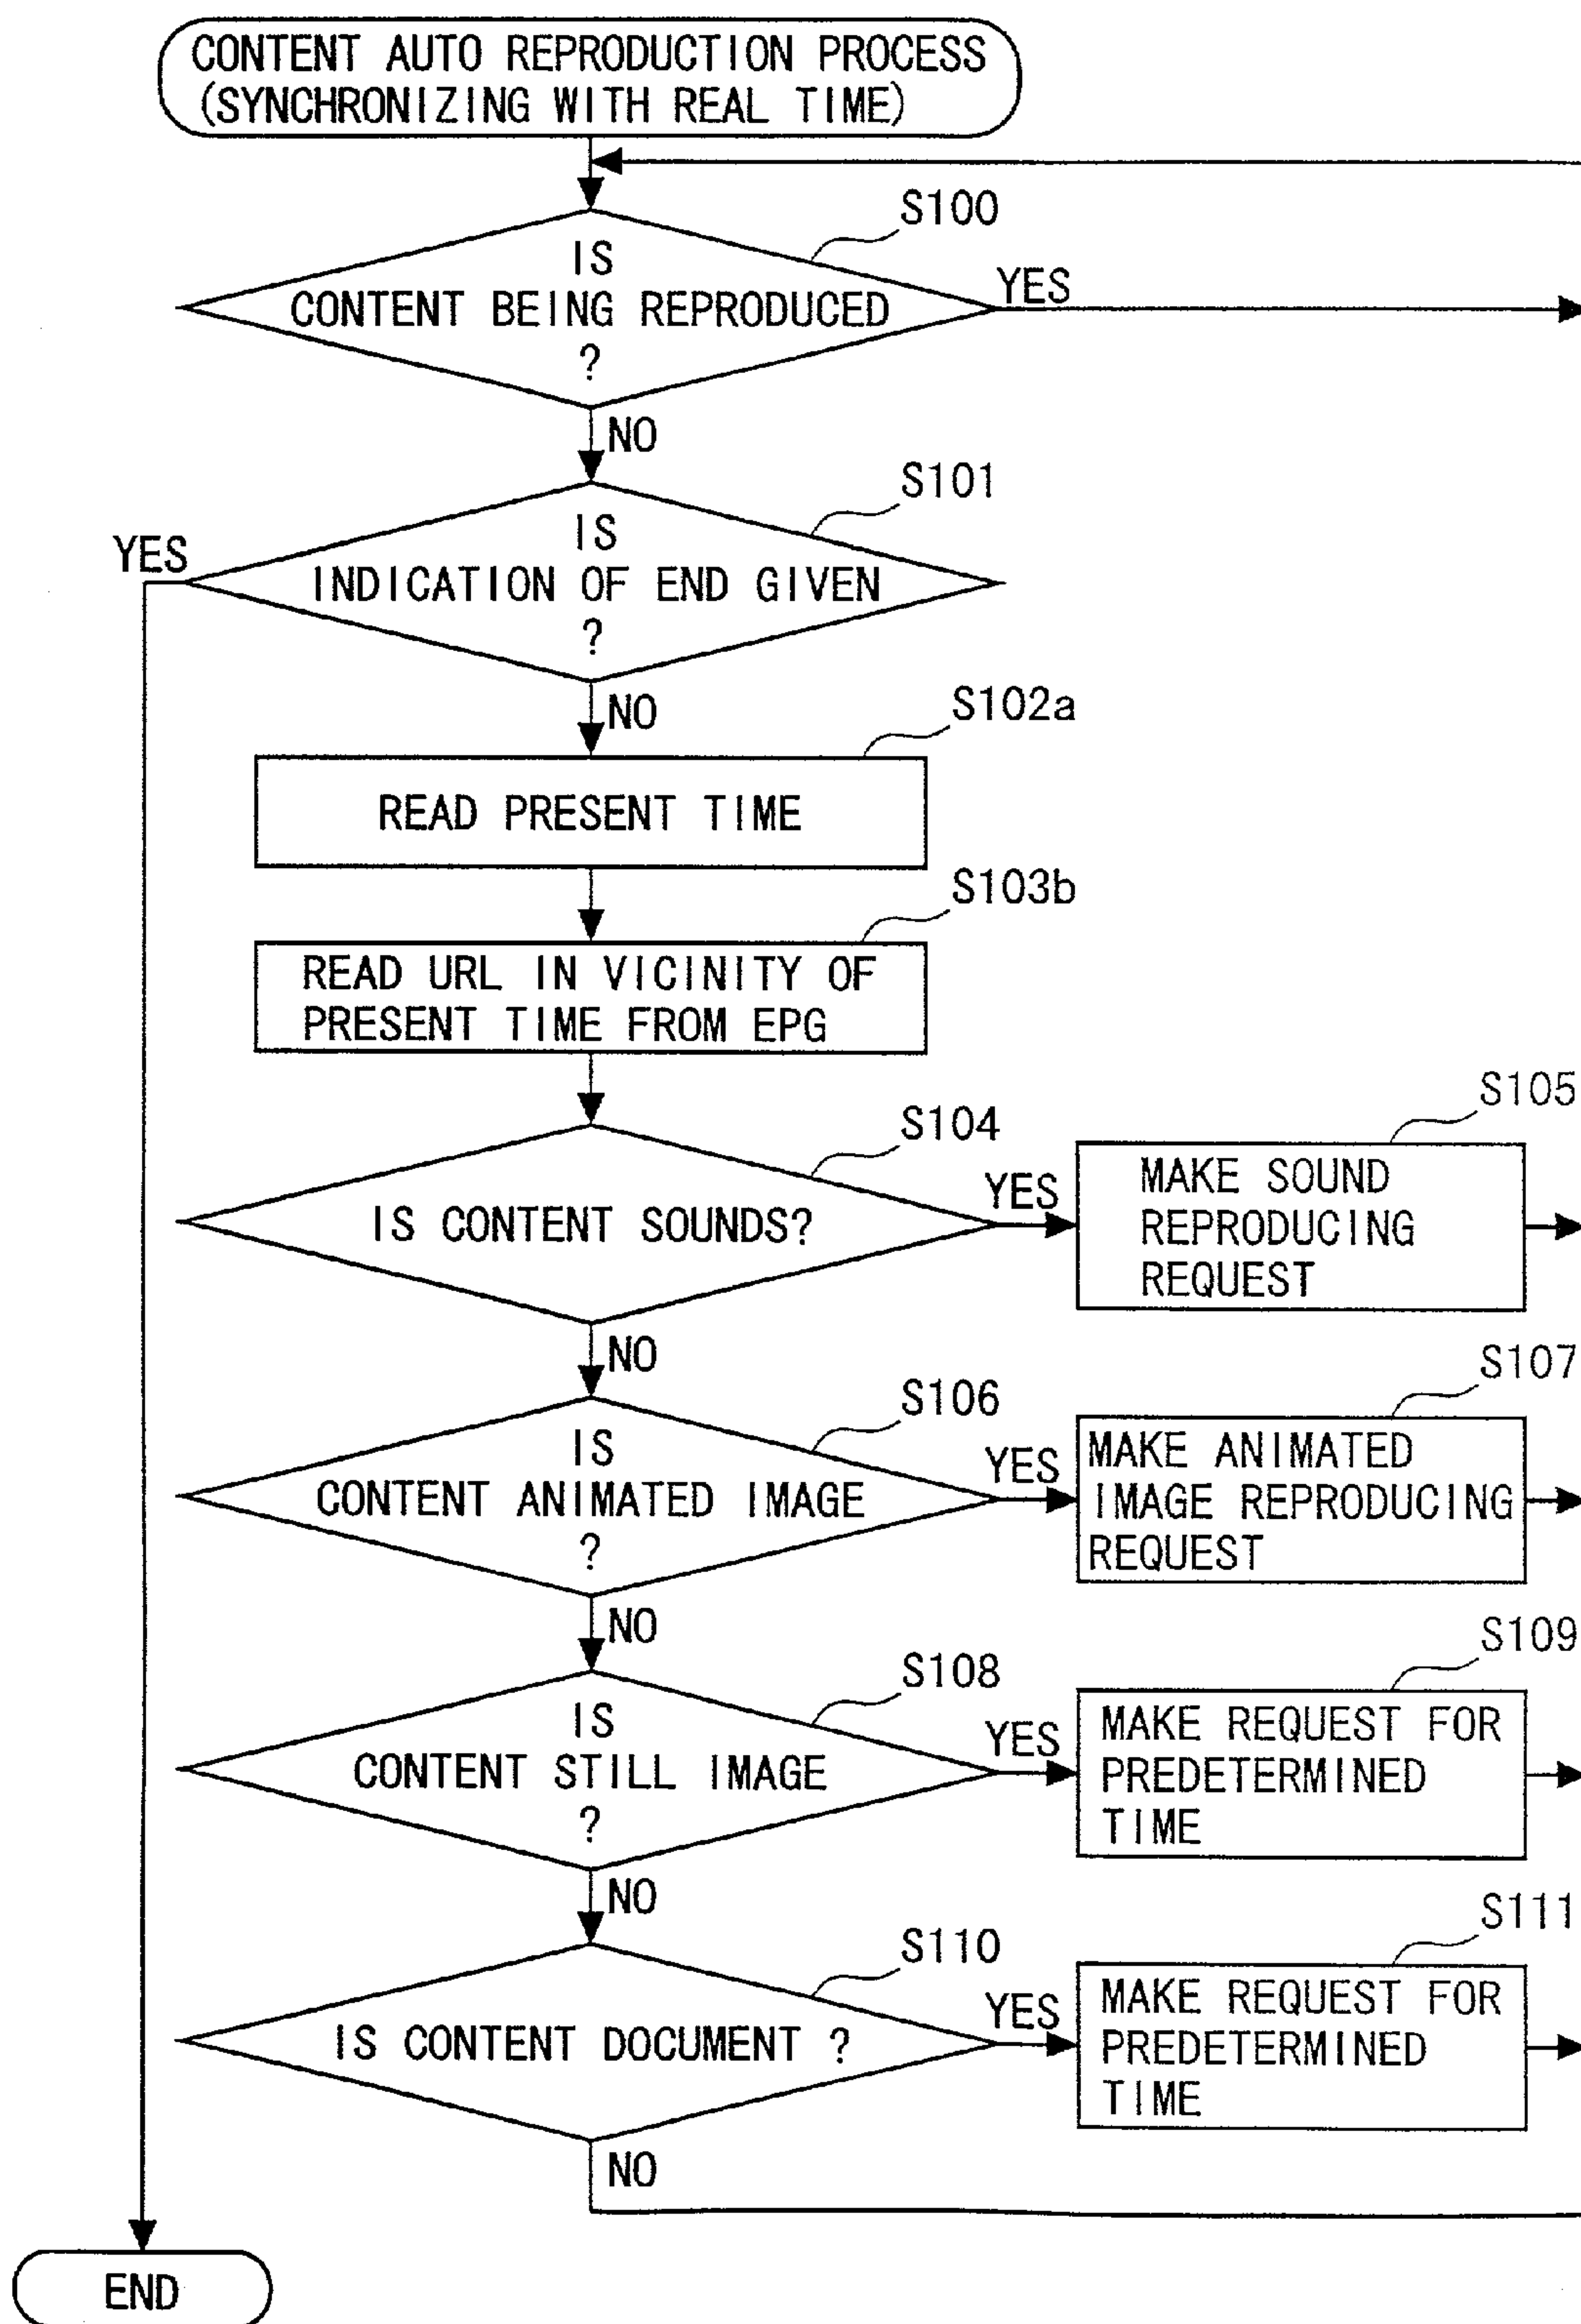 CONTENT AUTO REPRODUCTION PROCESS
(SYNCHRONIZING WITH REAL TIME)
S100
IS
CONTENT BEING REPRODUCED
?
YES
NO
S101
IS
INDICATION OF END GIVEN
?
YES
NO
S102a
READ PRESENT TIME
S103b
READ URL IN VICINITY OF
PRESENT TIME FROM EPG
S104
IS CONTENT SOUNDS?
YES
S105
MAKE SOUND
REPRODUCING
REQUEST
NO
S106
IS
CONTENT ANIMATED IMAGE
?
YES
S107
MAKE ANIMATED
IMAGE REPRODUCING
REQUEST
NO
S108
IS
CONTENT STILL IMAGE
?
YES
S109
MAKE REQUEST FOR
PREDETERMINED
TIME
NO
S110
IS CONTENT DOCUMENT ?
YES
S111
MAKE REQUEST FOR
PREDETERMINED
TIME
NO
END